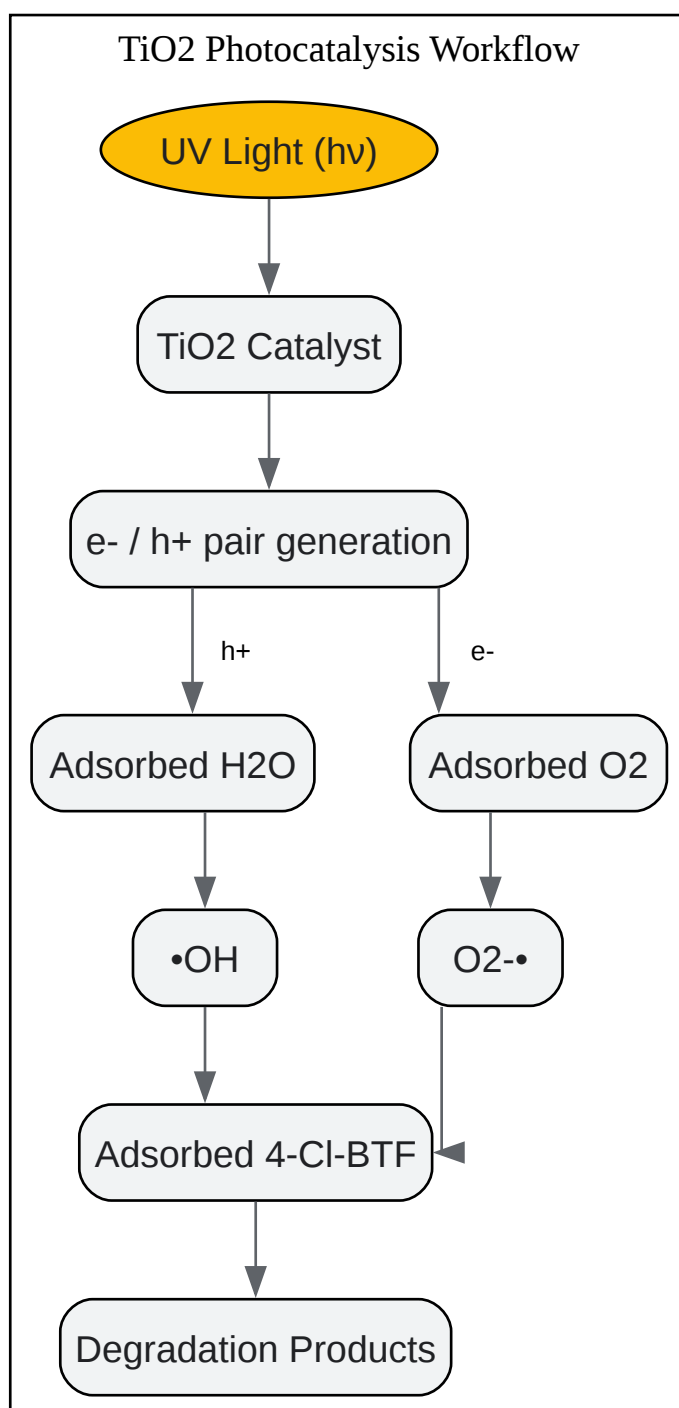 TiO2 Photocatalysis Workflow
UV Light (hν)
TiO2 Catalyst
e- / h+ pair generation
h+
e-
Adsorbed H2O
Adsorbed O2
•OH
O2-•
Adsorbed 4-Cl-BTF
Degradation Products